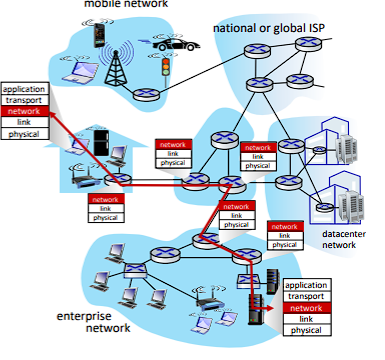 mobile network
national or global ISP
application
transport
network
link
physical
network
link
physical
network
link
physical
network
link
physical
network
link
physical
network
link
physical
datacenter
network
application
transport
network
link
physical
enterprise
network